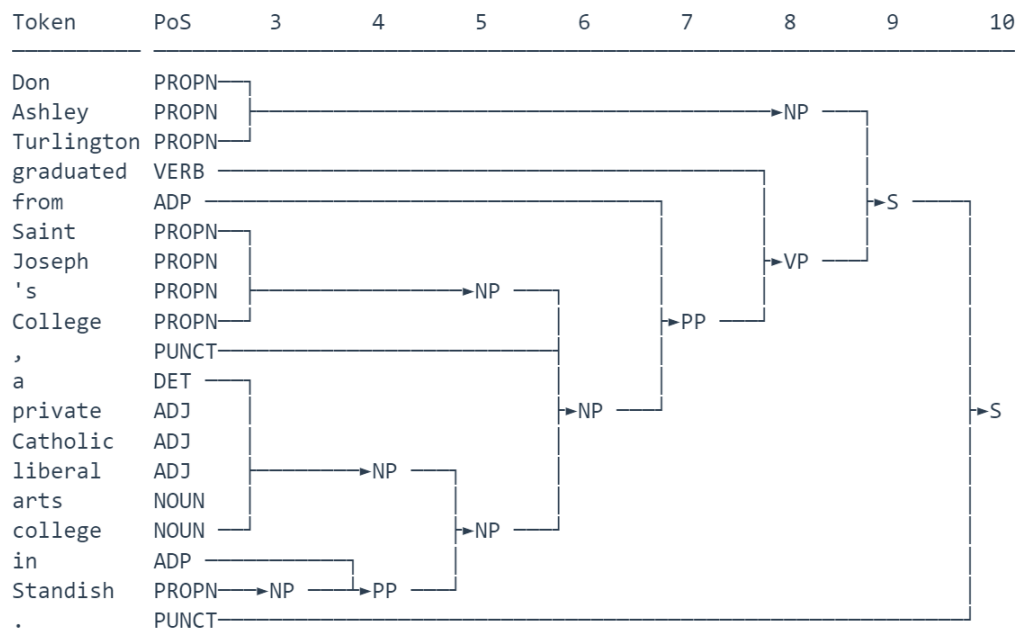 Token PoS 3 4 5 6 7 8 9 10
Don PROPN
Ashley PROPN NP
Turlington PROPN
graduated VERB
from ADP S
Saint PROPN
Joseph PROPN VP
's PROPN NP
College PROPN PP
, PUNCT
a DET
private ADJ NP S
Catholic ADJ
liberal ADJ NP
arts NOUN
college NOUN NP
in ADP
Standish PROPN NP PP
. PUNCT